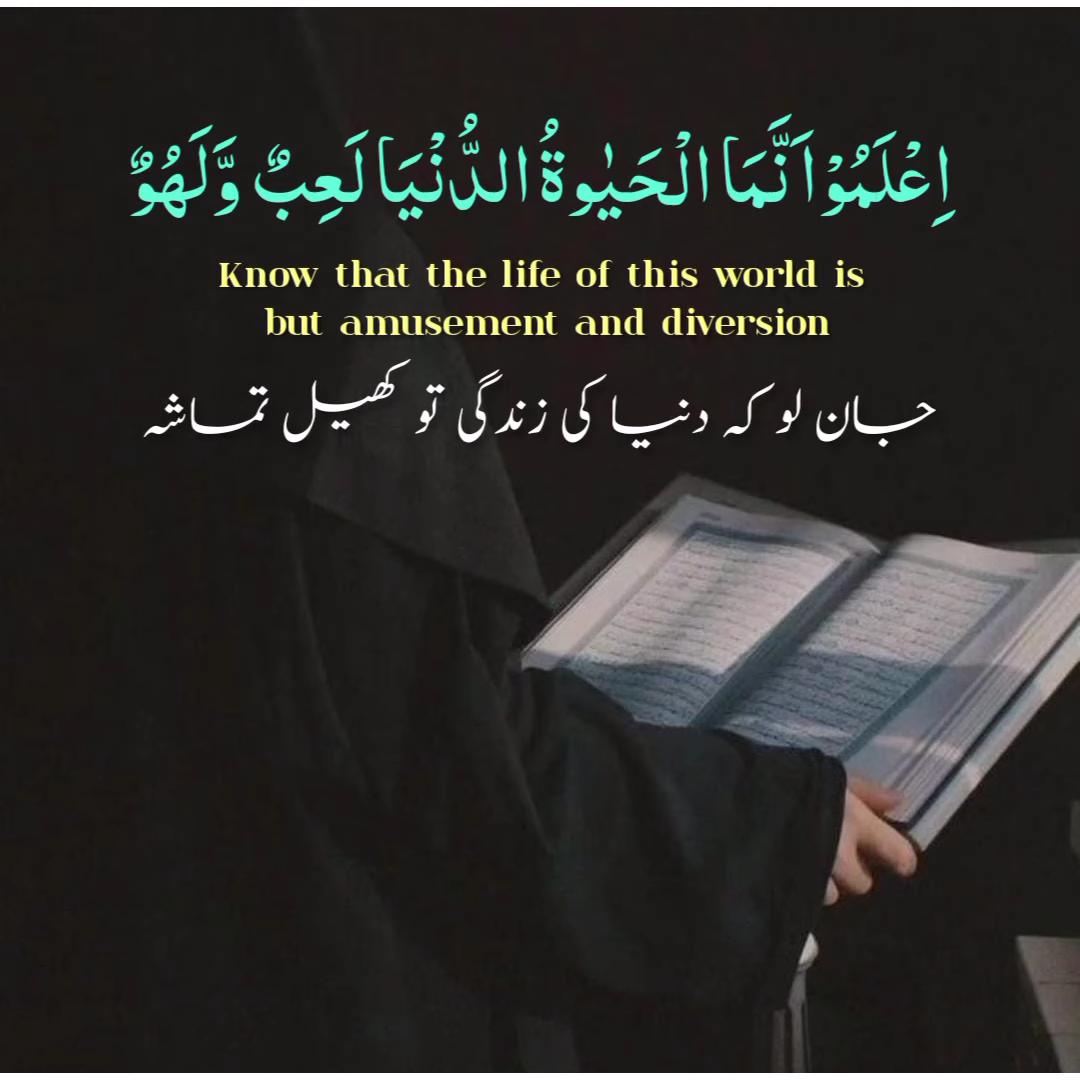 اِعْلَمُوْا اَنَّمَا الْحَيٰوةُ الدُّنْيَا لَعِبٌ وَّلَهْوٌ
Know that the life of this world is
but amusement and diversion
جان لو کہ دنیا کی زندگی تو کھیل تماشہ